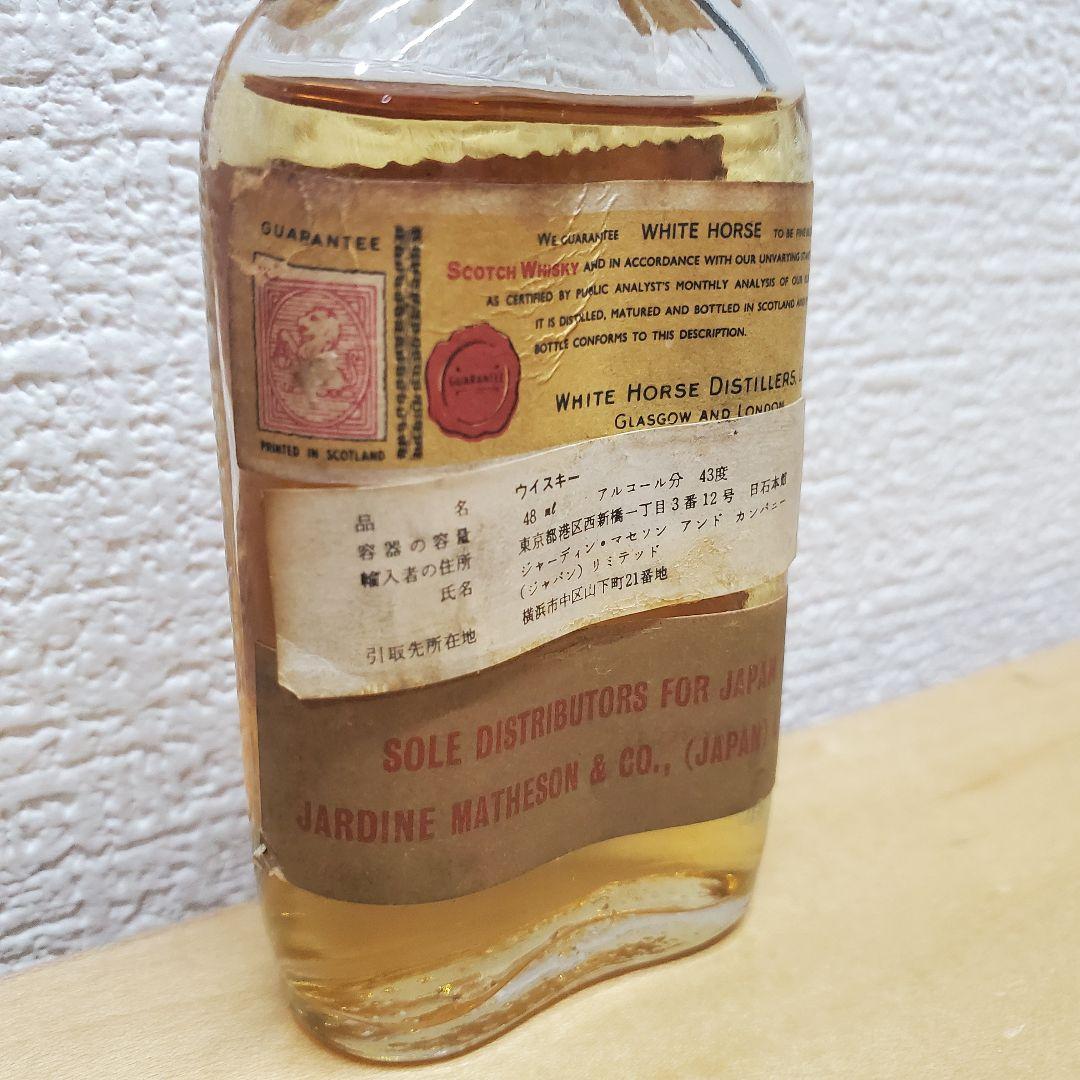 GUARANTEE
PRINTED IN SCOTLAND
WE GUARANTEE WHITE HORSE TO BE FINE
SCOTCH WHISKY AND IN ACCORDANCE WITH OUR UNVARYING
AS CERTIFIED BY PUBLIC ANALYST'S MONTHLY ANALYSIS OF OUR
IT IS DISTILLED, MATURED AND BOTTLED IN SCOTLAND AND
BOTTLE CONFORMS TO THIS DESCRIPTION.
GUARANTEE
WHITE HORSE DISTILLERS,
GLASGOW AND LONDON
品名 ウイスキー
容器の容量 48 ml アルコール分 43度
輸入者の住所 東京都港区西新橋一丁目3番12号 日石本館
氏名 ジャーディン・マセソン アンド カンパニー
(ジャパン) リミテッド
引取先所在地 横浜市中区山下町21番地
SOLE DISTRIBUTORS FOR JAPAN
JARDINE MATHESON & CO., (JAPAN)